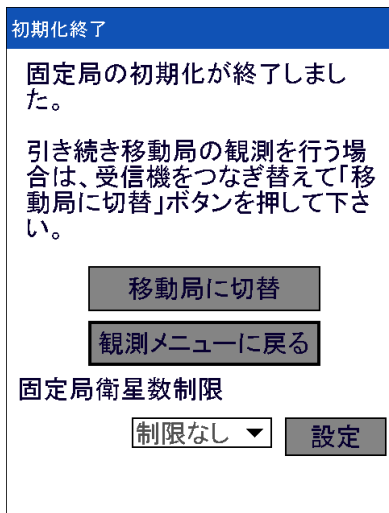 初期化終了
固定局の初期化が終了しまし
た。
引き続き移動局の観測を行う場
合は、受信機をつなぎ替えて「移
動局に切替」ボタンを押して下さ
い。
移動局に切替
観測メニューに戻る
固定局衛星数制限
制限なし
設定